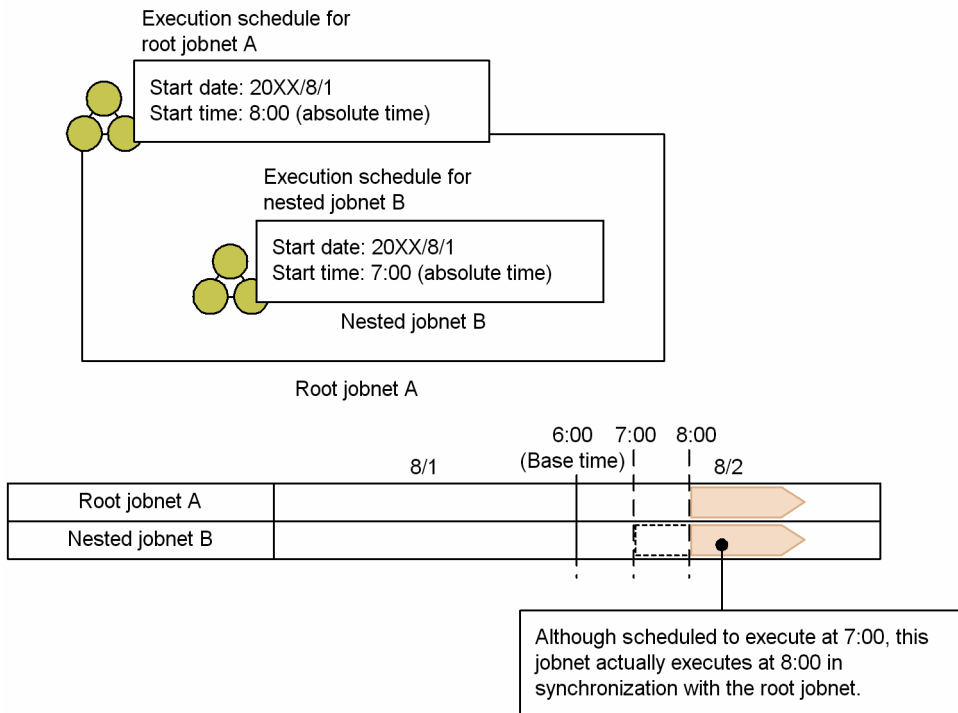 Execution schedule for
root jobnet A
Start date: 20XX/8/1
Start time: 8:00 (absolute time)
Execution schedule for
nested jobnet B
Start date: 20XX/8/1
Start time: 7:00 (absolute time)
Nested jobnet B
Root jobnet A
6:00 7:00 8:00
(Base time)
8/1 8/2
Root jobnet A
Nested jobnet B
Although scheduled to execute at 7:00, this
jobnet actually executes at 8:00 in
synchronization with the root jobnet.